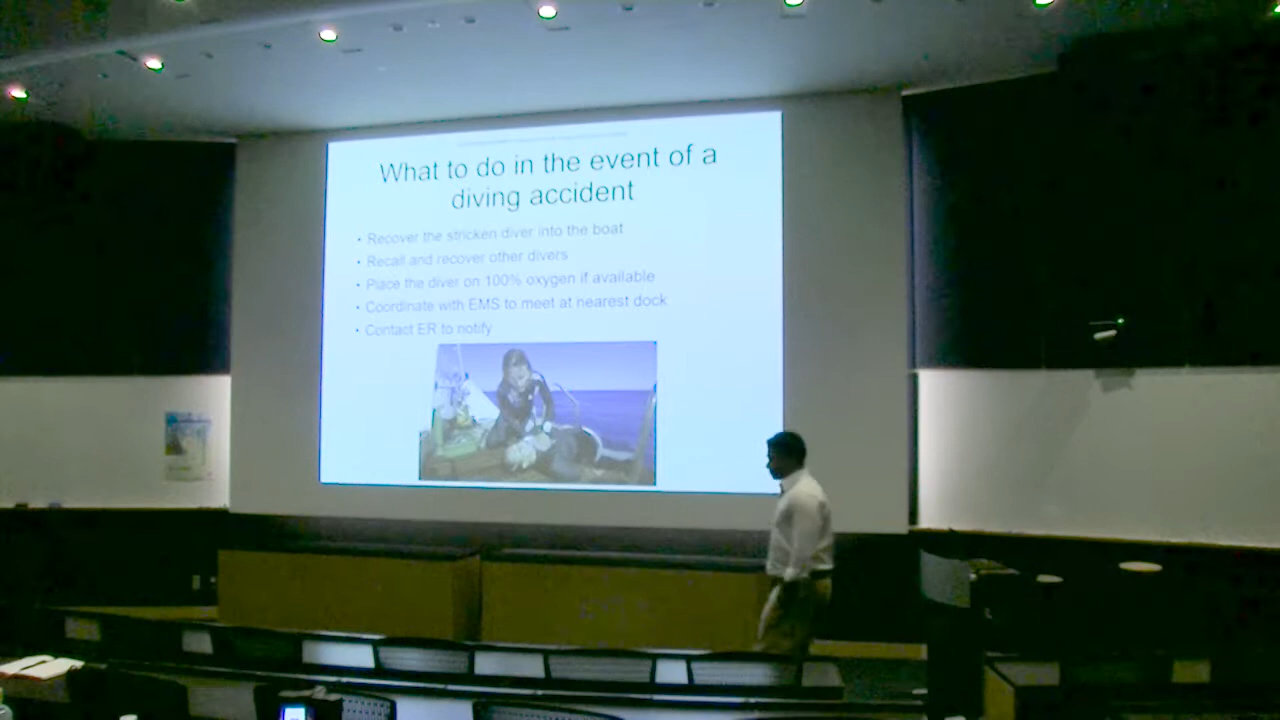 What to do in the event of a
diving accident
• Recover the stricken diver into the boat
• Recall and recover other divers
• Place the diver on 100% oxygen if available
• Coordinate with EMS to meet at nearest dock
• Contact ER to notify